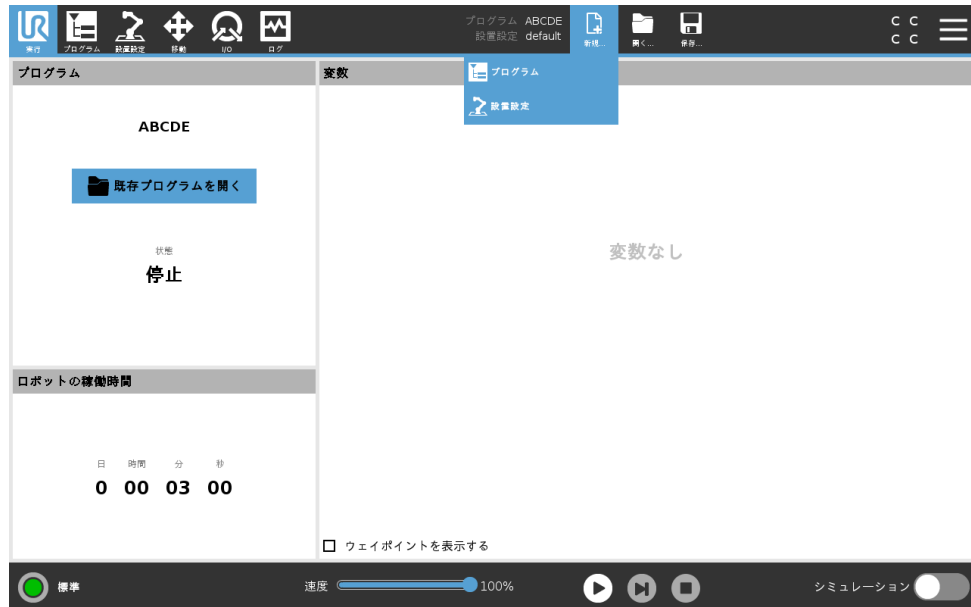 UR
実行
プログラム
設置設定
移動
I/O
ログ
プログラム ABCDE
設置設定 default
新規...
開く...
保存...
C C
C C
プログラム
変数
プログラム
設置設定
ABCDE
既存プログラムを開く
状態
停止
変数なし
ロボットの稼働時間
日 時間 分 秒
0 00 03 00
ウェイポイントを表示する
標準
速度
100%
シミュレーション